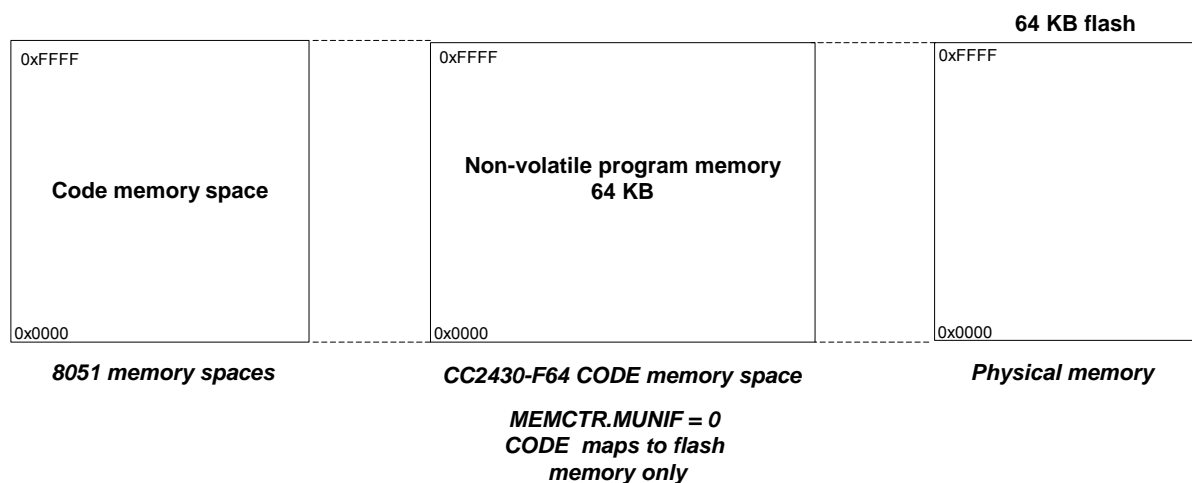 64 KB flash
0xFFFF
0xFFFF
0xFFFF
Code memory space
Non-volatile program memory
64 KB
0x0000
0x0000
0x0000
8051 memory spaces
CC2430-F64 CODE memory space
Physical memory
MEMCTR.MUNIF = 0
CODE maps to flash
memory only